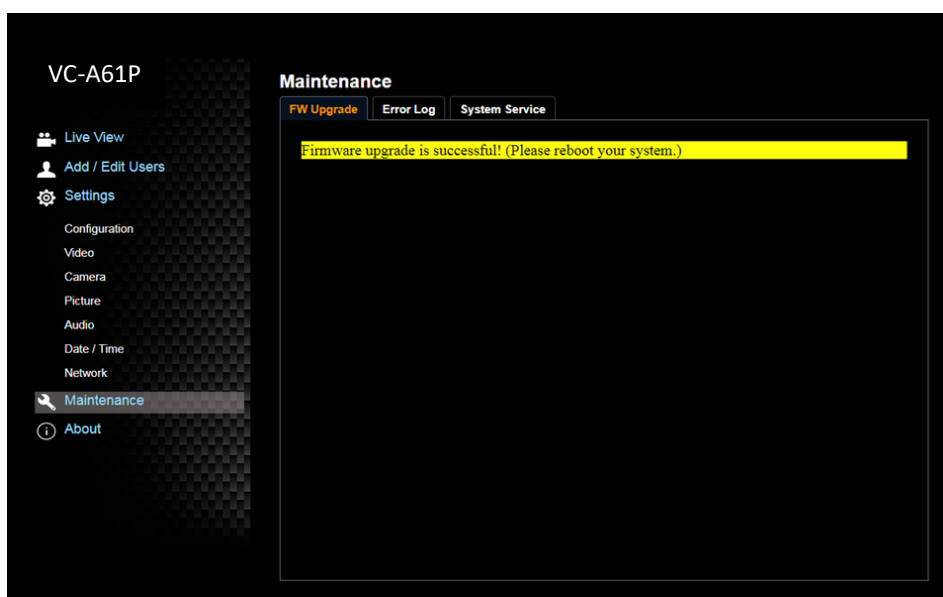 VC-A61P
Live View
Add / Edit Users
Settings
Configuration
Video
Camera
Picture
Audio
Date / Time
Network
Maintenance
About
Maintenance
FW Upgrade Error Log System Service
Firmware upgrade is successful! (Please reboot your system.)